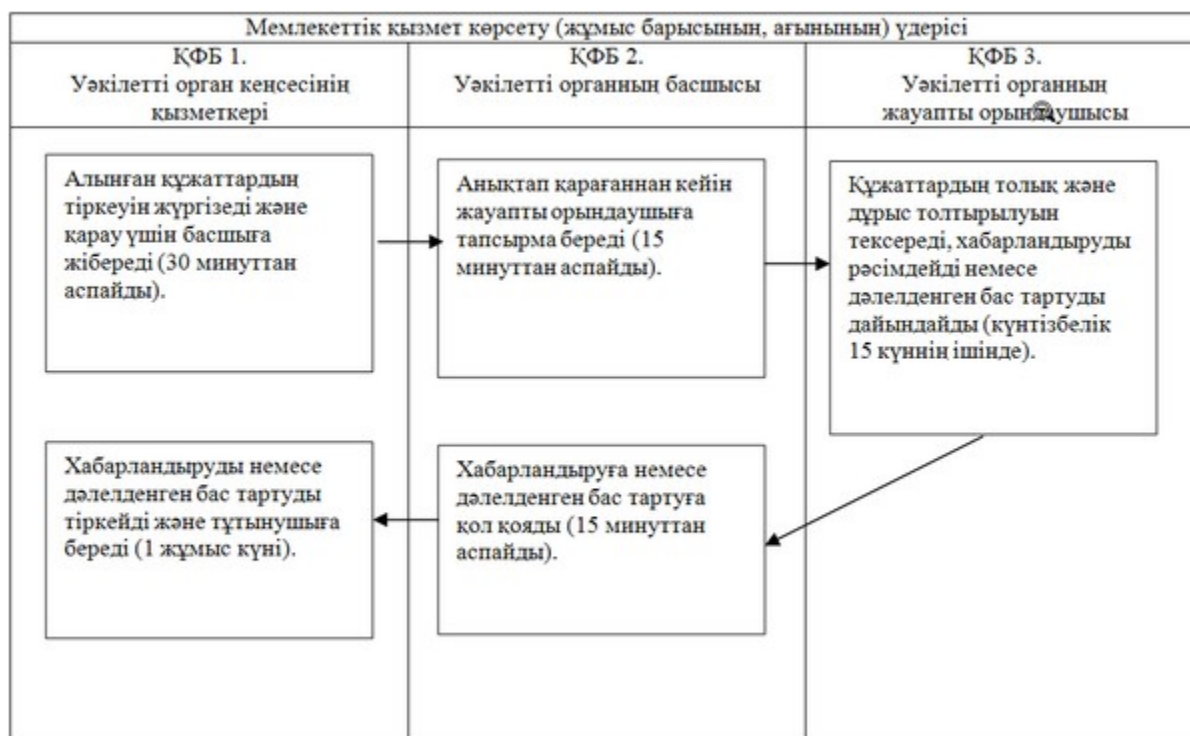 Мемлекеттік қызмет көрсету (жұмыс барысының, ағынының) үдерісі
ҚФБ 1.
Уәкілетті орган кеңсесінің
қызметкері
ҚФБ 2.
Уәкілетті органның басшысы
ҚФБ 3.
Уәкілетті органның
жауапты орындаушысы
Алынған құжаттардың
тіркеуін жүргізеді және
қарау үшін басшыға
жібереді (30 минуттан
аспайды).
Анықтап қарағаннан кейін
жауапты орындаушыға
тапсырма береді (15
минуттан аспайды).
Құжаттардың толық және
дұрыс толтырылуын
тексереді, хабарландыруды
рәсімдейді немесе
дәлелденген бас тартуды
дайындайды (күнтізбелік
15 күннің ішінде).
Хабарландыруды немесе
дәлелденген бас тартуды
тіркейді және тұтынушыға
береді (1 жұмыс күні).
Хабарландыруға немесе
дәлелденген бас тартуға
қол қояды (15 минуттан
аспайды).